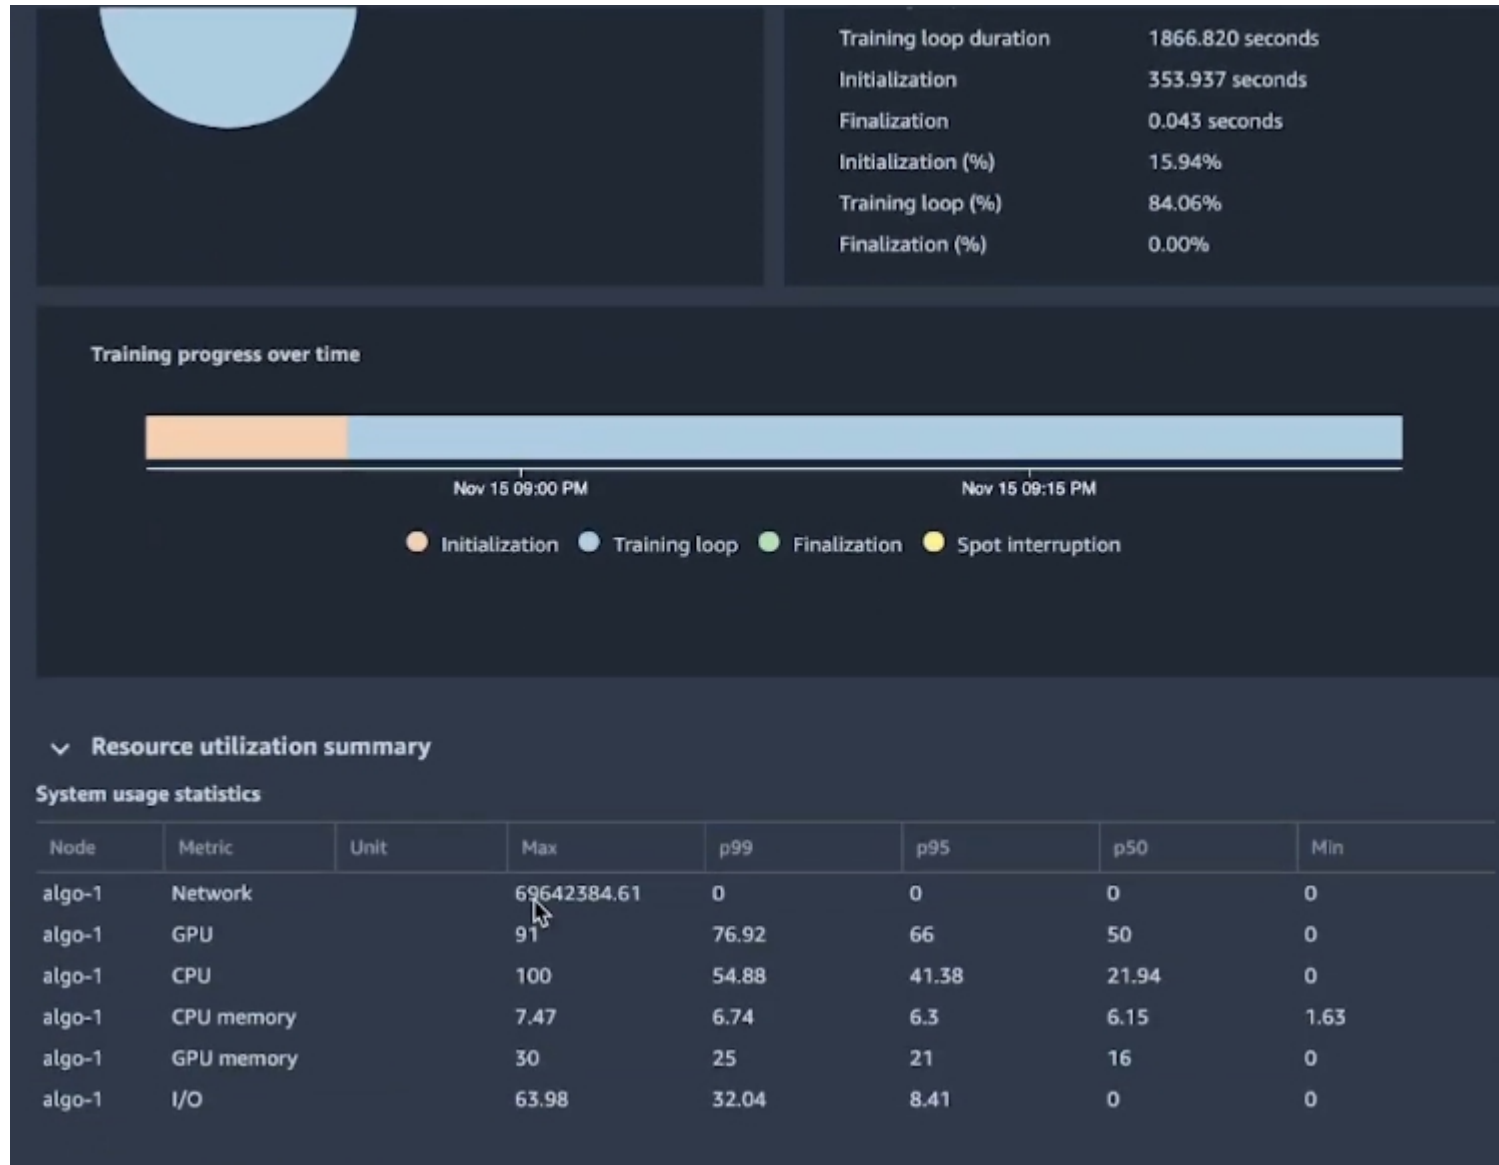 Training loop duration 1866.820 seconds
Initialization 353.937 seconds
Finalization 0.043 seconds
Initialization (%) 15.94%
Training loop (%) 84.06%
Finalization (%) 0.00%
Training progress over time
Nov 15 09:00 PM Nov 15 09:15 PM
Initialization Training loop Finalization Spot interruption
Resource utilization summary
System usage statistics
Node Metric Unit Max p99 p95 p50 Min
algo-1 Network 69642384.61 0 0 0 0
algo-1 GPU 91 76.92 66 50 0
algo-1 CPU 100 54.88 41.38 21.94 0
algo-1 CPU memory 7.47 6.74 6.3 6.15 1.63
algo-1 GPU memory 30 25 21 16 0
algo-1 I/O 63.98 32.04 8.41 0 0